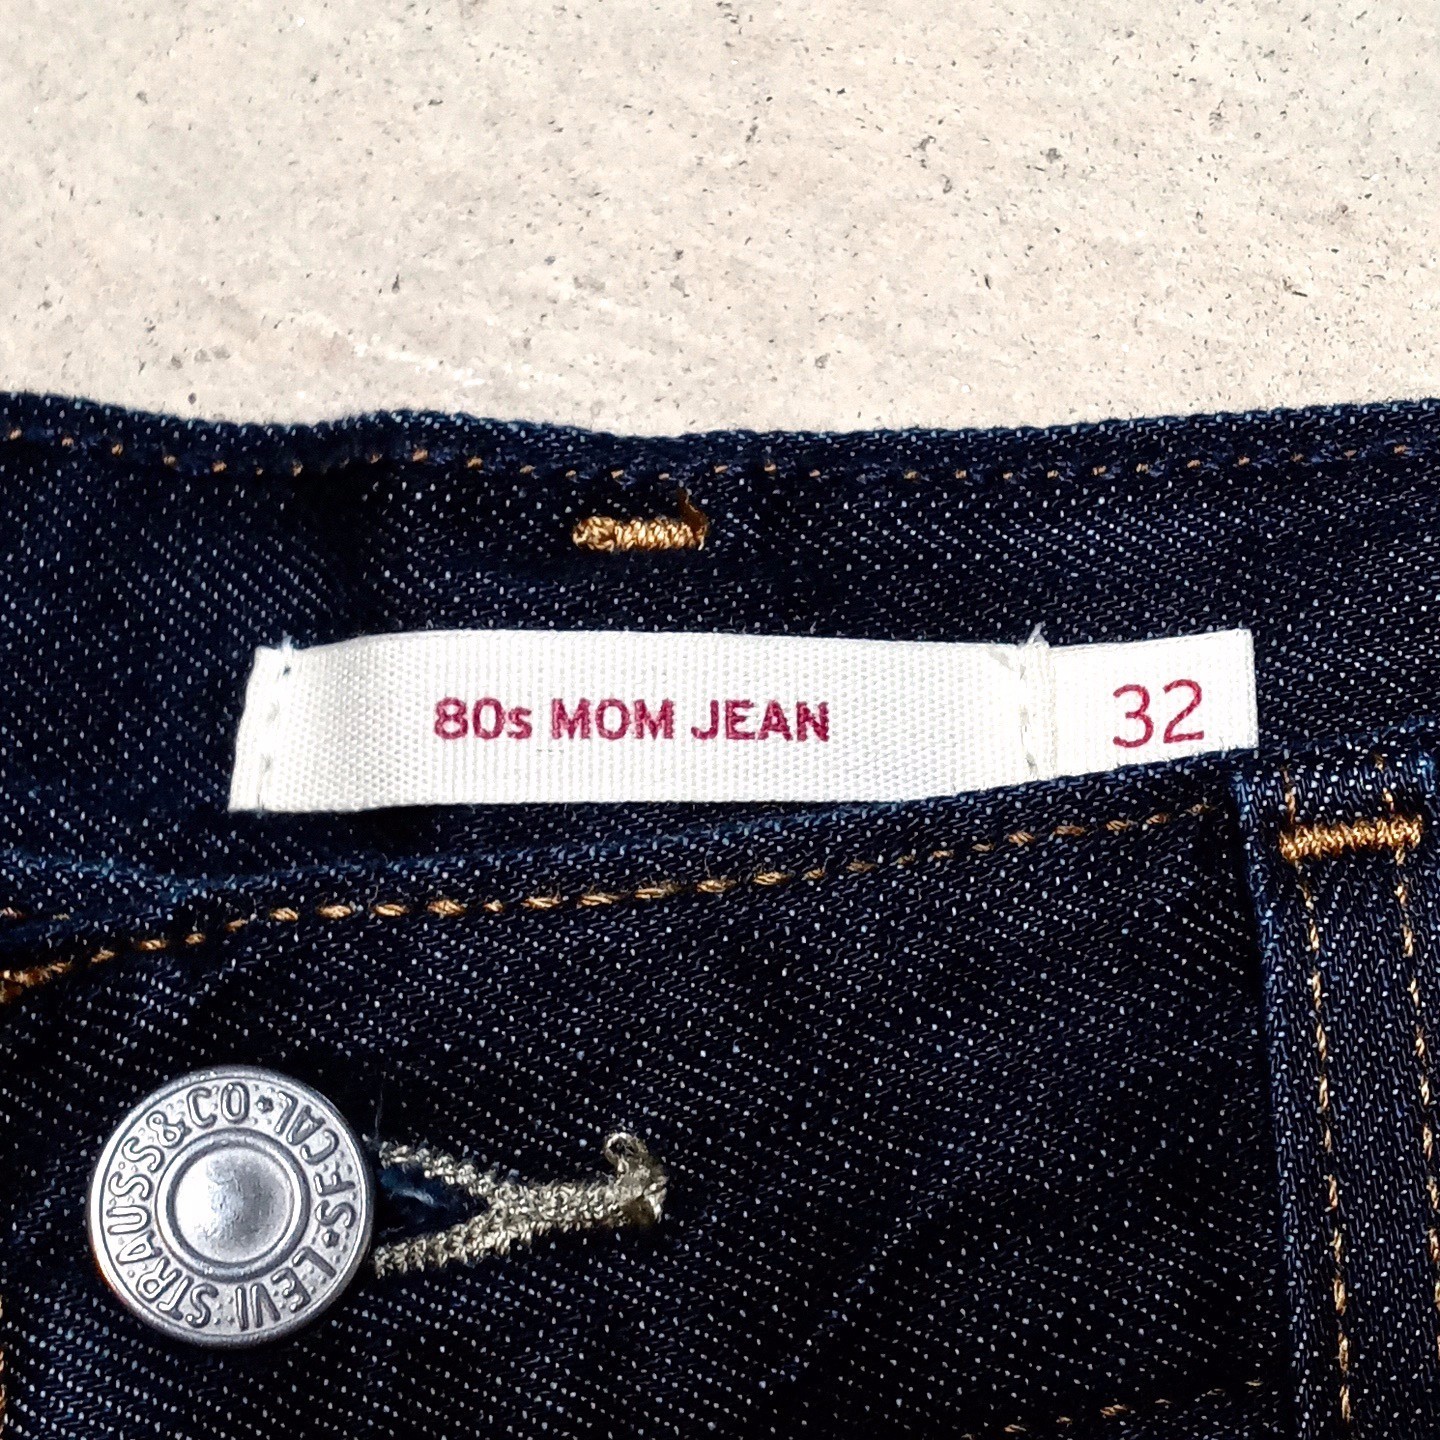 80s MOM JEAN 32
LEVI STRAUSS & CO • S.F. CAL •